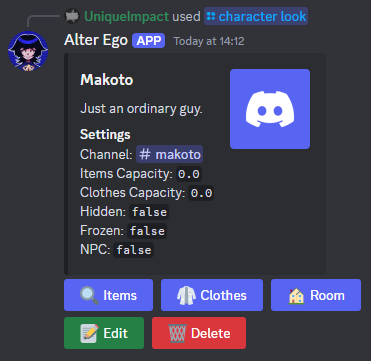 UniqueImpact used character look
Alter Ego APP Today at 14:12
Makoto
Just an ordinary guy.
Settings
Channel: # makoto
Items Capacity: 0.0
Clothes Capacity: 0.0
Hidden: false
Frozen: false
NPC: false
Items Clothes Room
Edit Delete